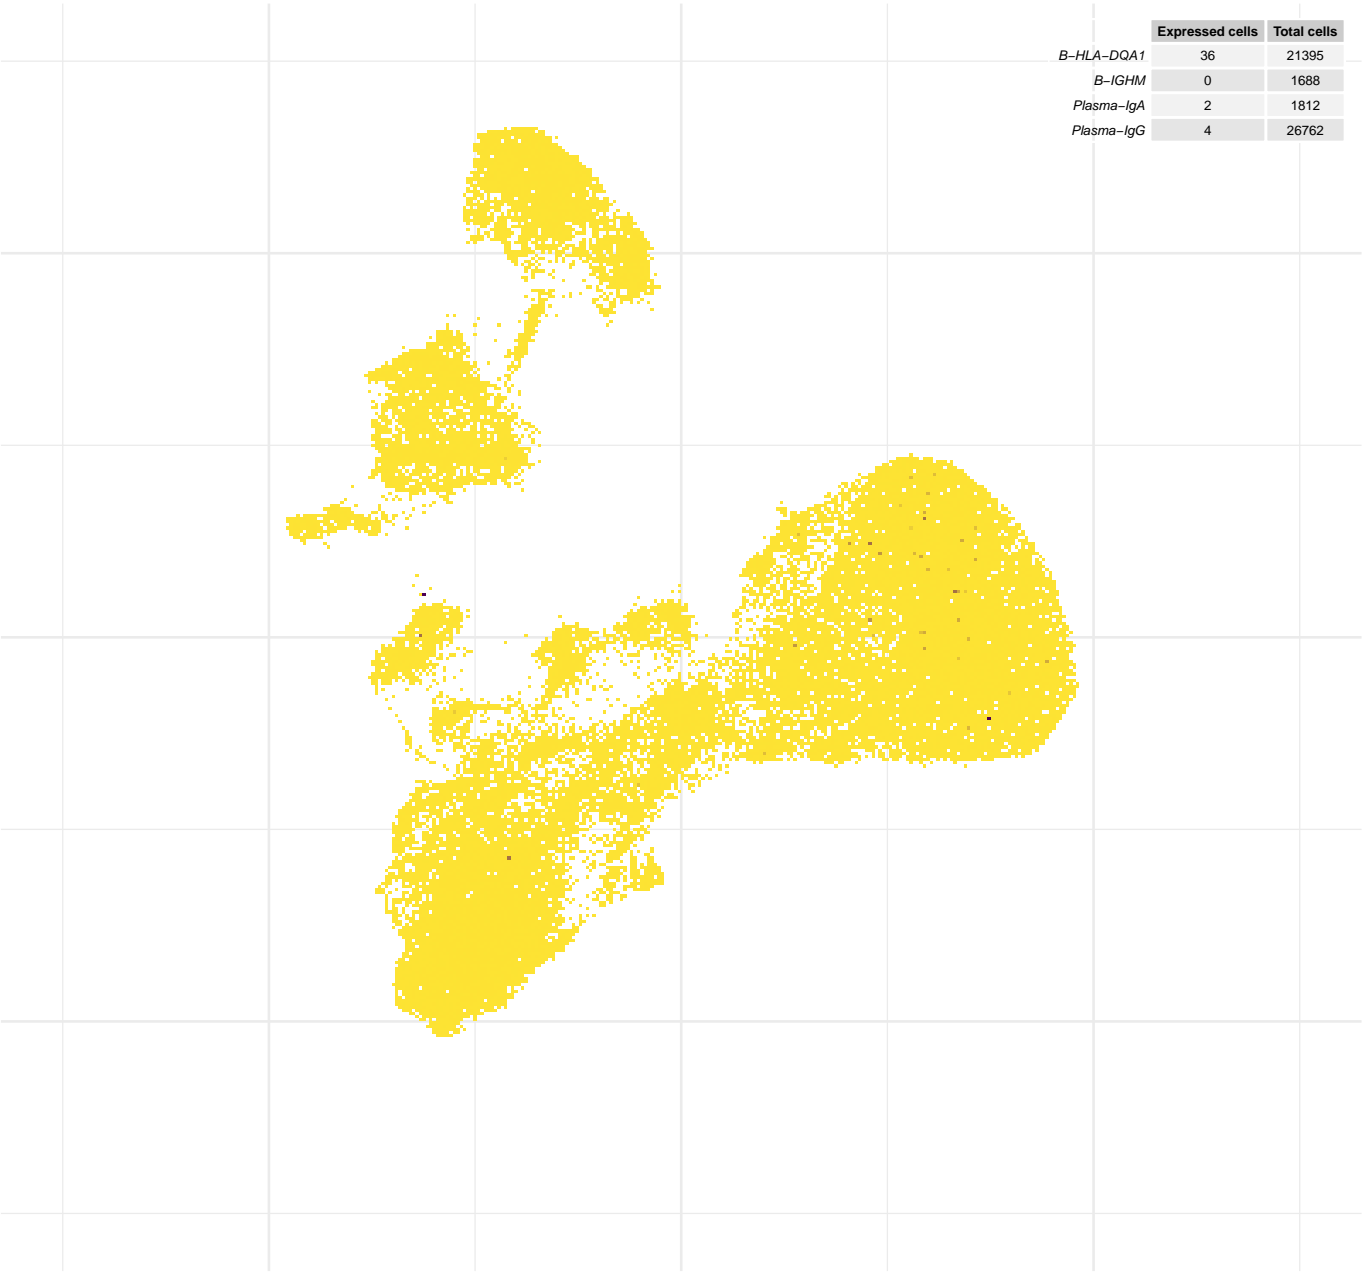 Expressed cells Total cells
B−HLA−DQA1 36 21395
B−IGHM 0 1688
Plasma−IgA 2 1812
Plasma−IgG 4 26762